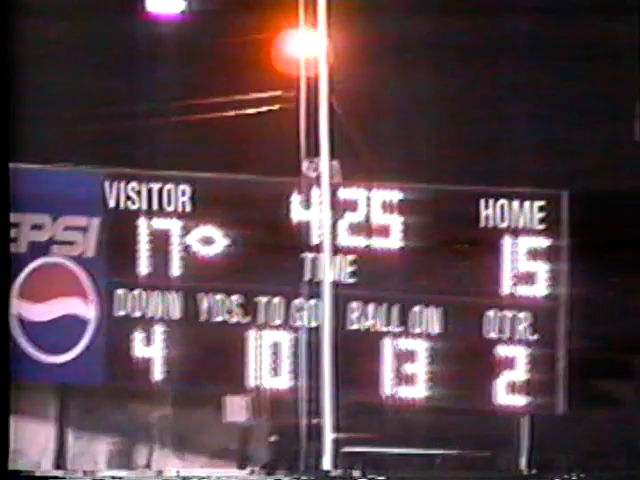 VISITOR 4 25 HOME
EPSI 17 15
TIME
DOWN YDS. TO GO BALL ON QTR.
4 10 13 2